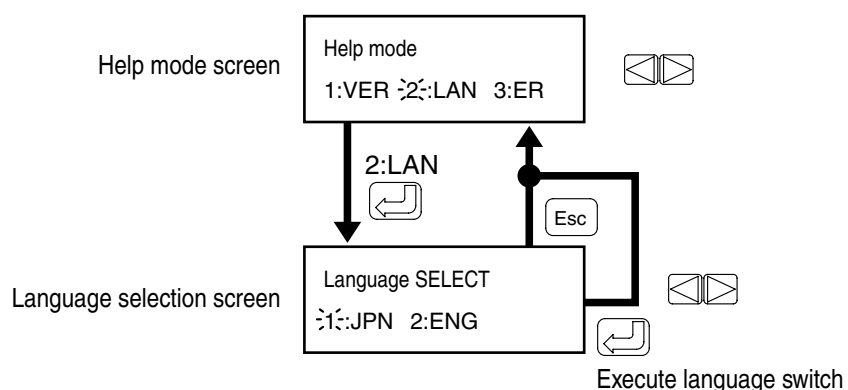 Help mode
Help mode screen
1:VER 2:LAN 3:ER
2:LAN
Esc
Language SELECT
Language selection screen
1:JPN 2:ENG
Execute language switch